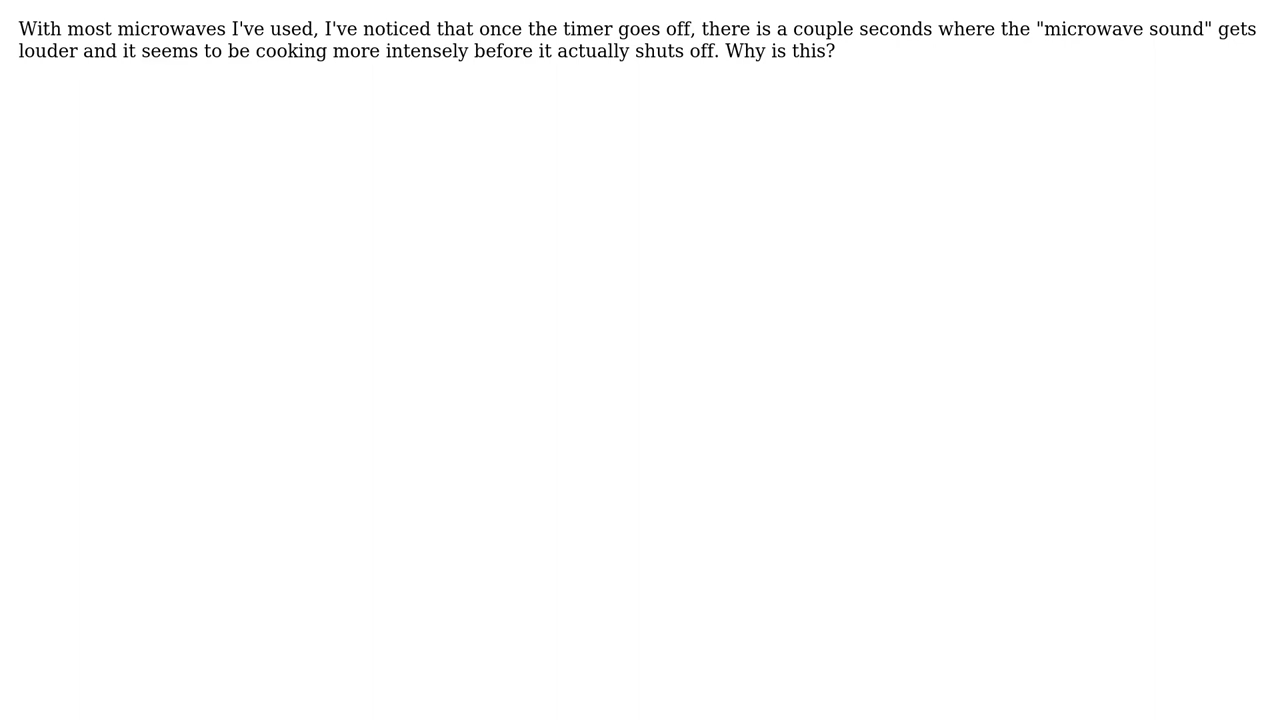 With most microwaves I've used, I've noticed that once the timer goes off, there is a couple seconds where the "microwave sound" gets
louder and it seems to be cooking more intensely before it actually shuts off. Why is this?